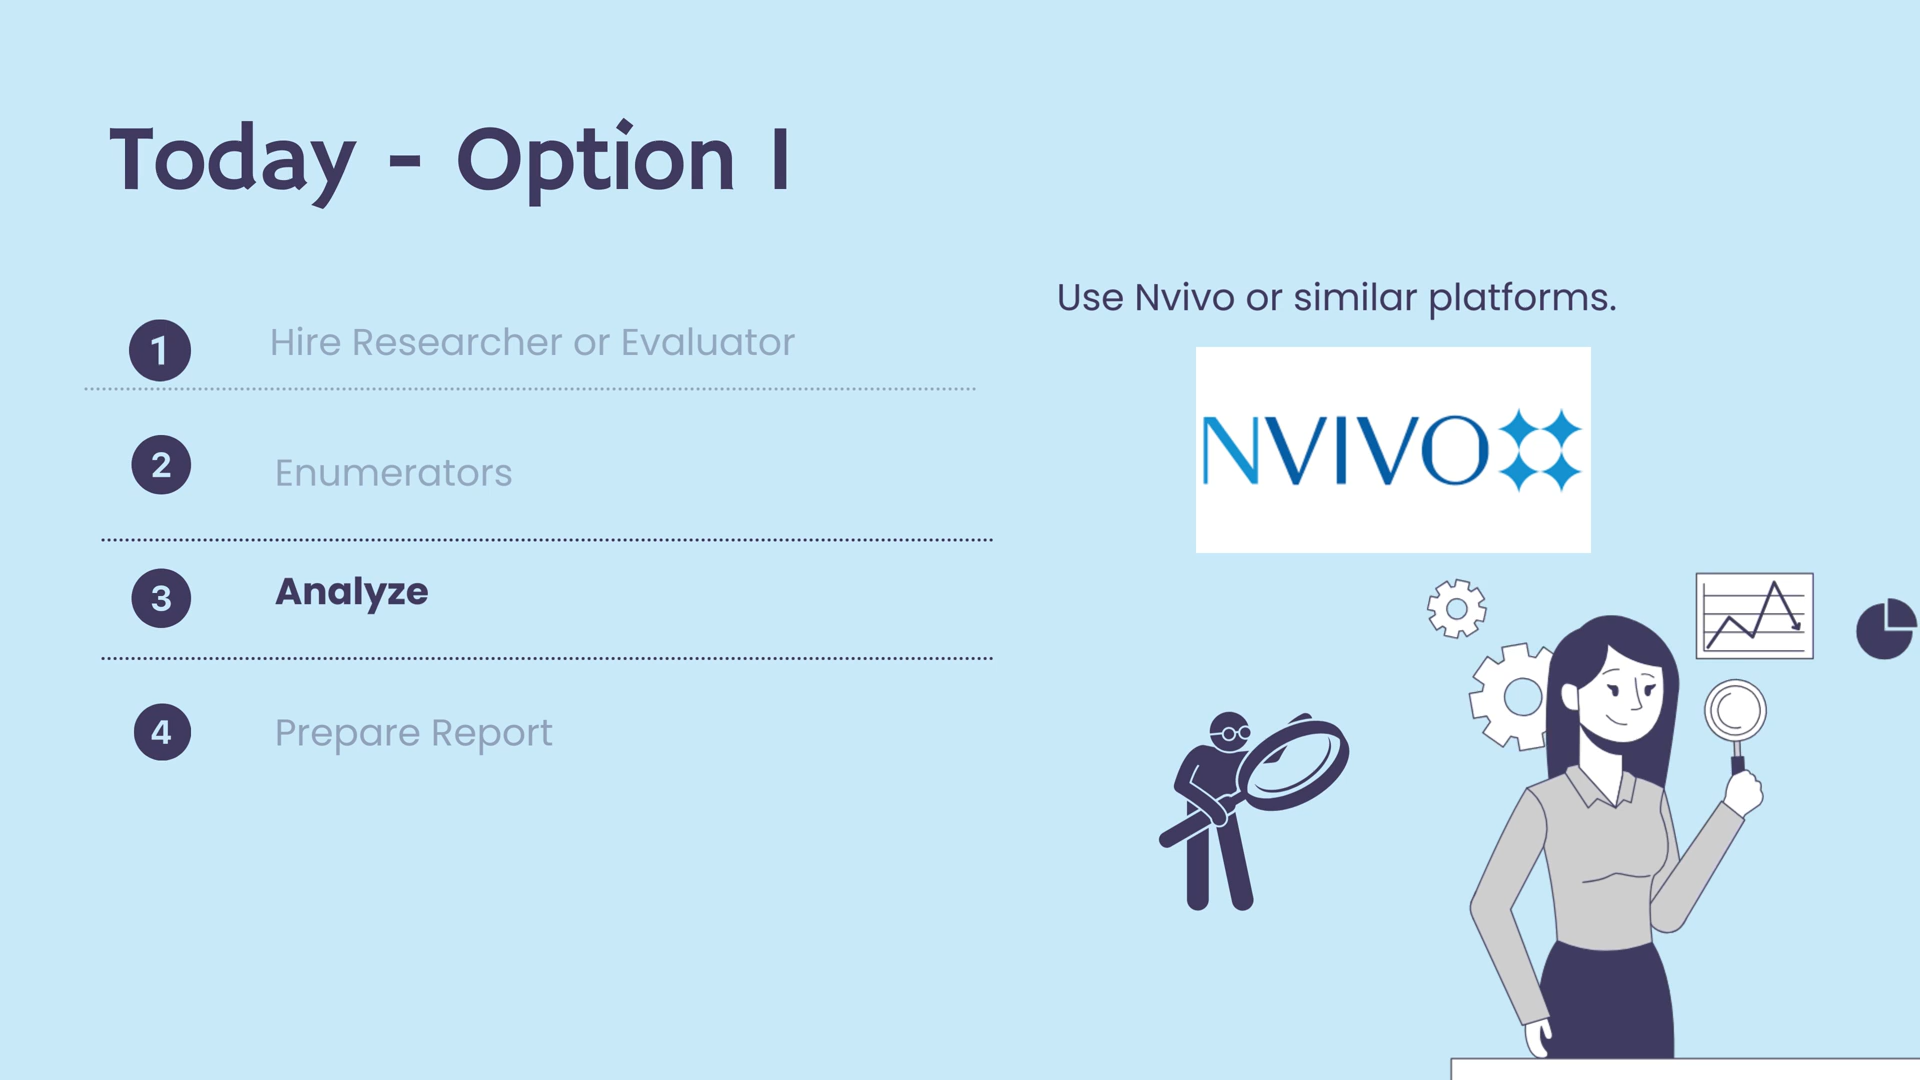 Today - Option I
1
Hire Researcher or Evaluator
2
Enumerators
3
Analyze
4
Prepare Report
Use Nvivo or similar platforms.
NVIVO